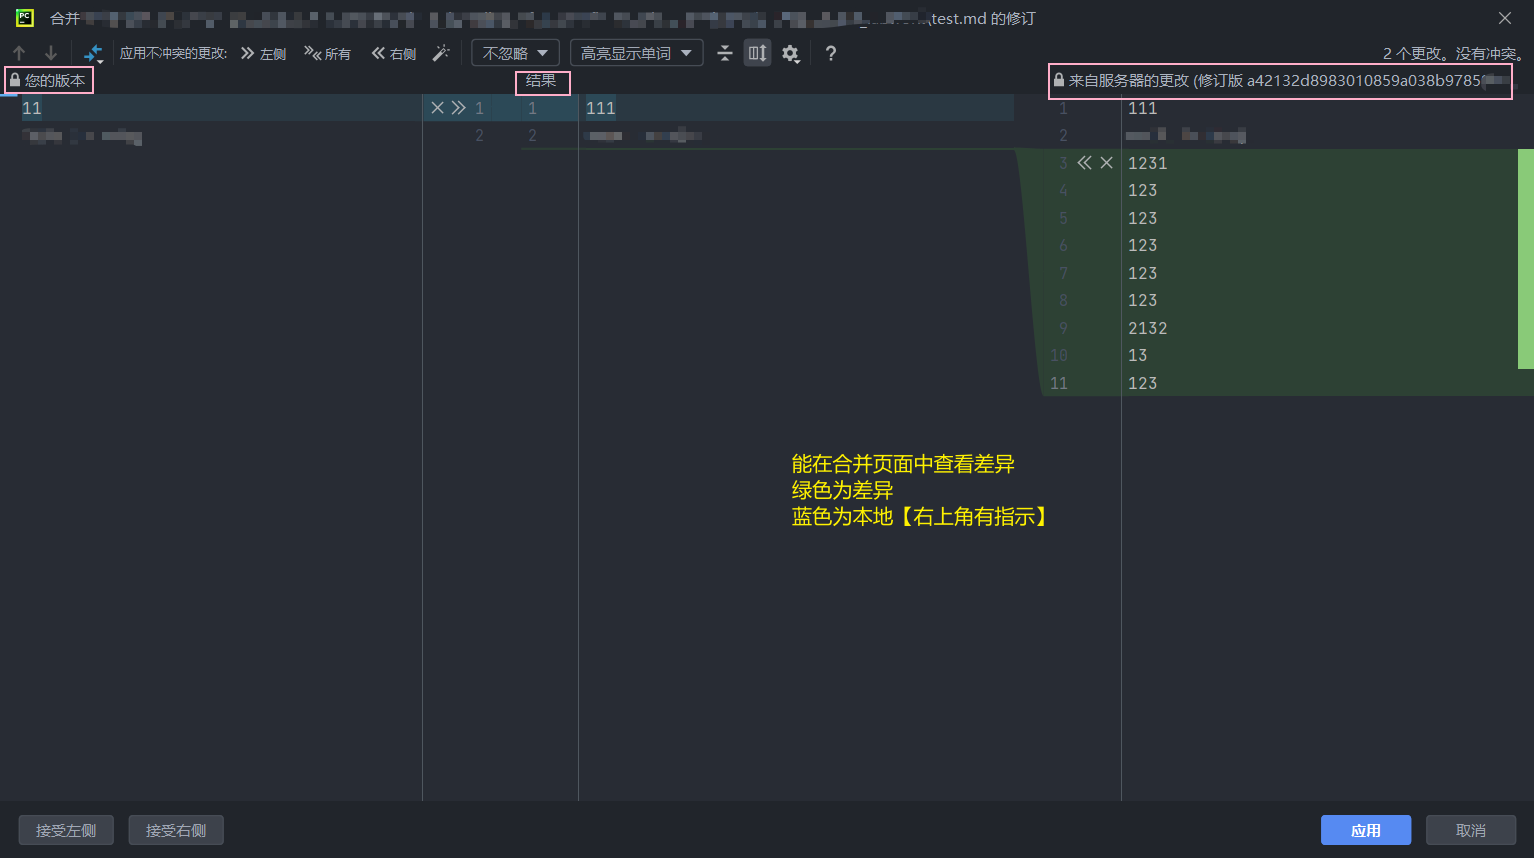 PC 合并 \test.md 的修订
应用不冲突的更改: 左侧 所有 右侧 不忽略 高亮显示单词 ? 2 个更改。没有冲突。
您的版本 结果 来自服务器的更改 (修订版 a42132d8983010859a038b9785
11 1 1 111 1 111
2 2 2
3 1231
4 123
5 123
6 123
7 123
8 123
9 2132
10 13
11 123
能在合并页面中查看差异
绿色为差异
蓝色为本地【右上角有指示】
接受左侧 接受右侧 应用 取消